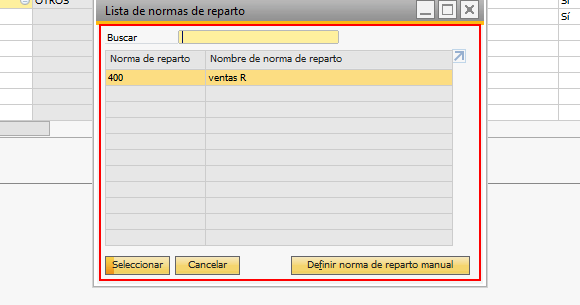 OTROS
Lista de normas de reparto
Sí
Sí
Buscar
Norma de reparto Nombre de norma de reparto
400 ventas R
Seleccionar Cancelar Definir norma de reparto manual